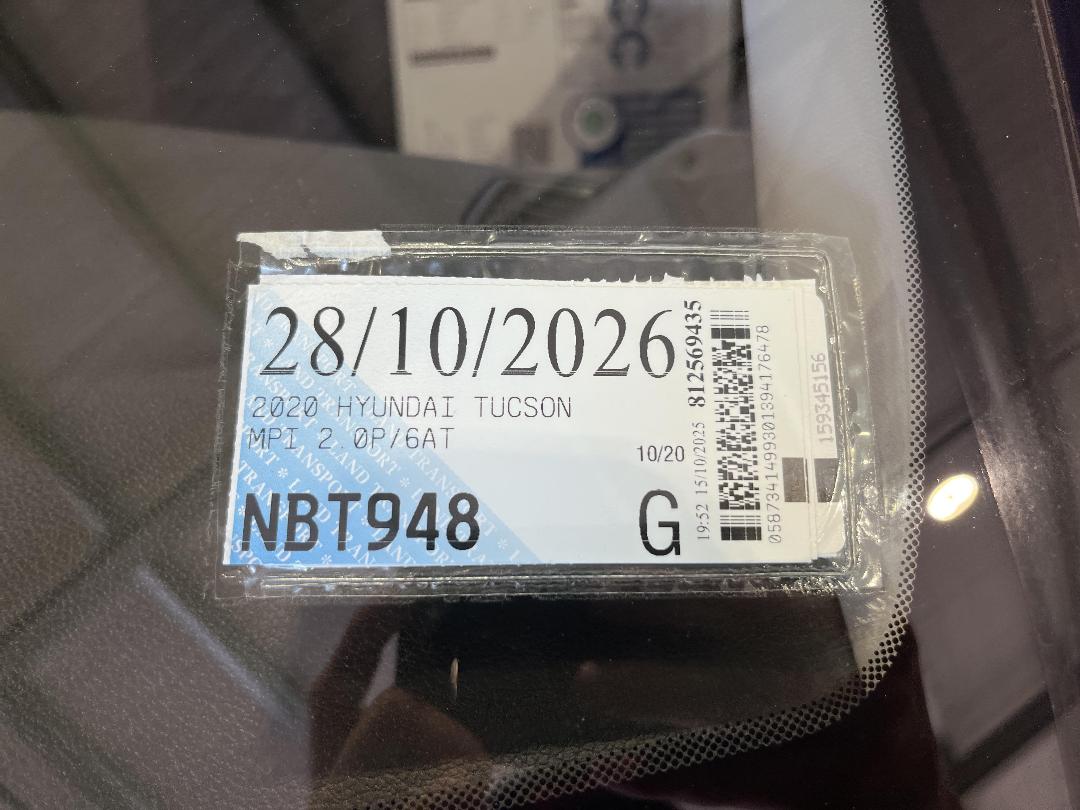 28/10/2026
2020 HYUNDAI TUCSON
MPI 2.0P/6AT
10/20
NBT948
G
812569435
19:52 15/10/2025
0587341499301394176478
159345156